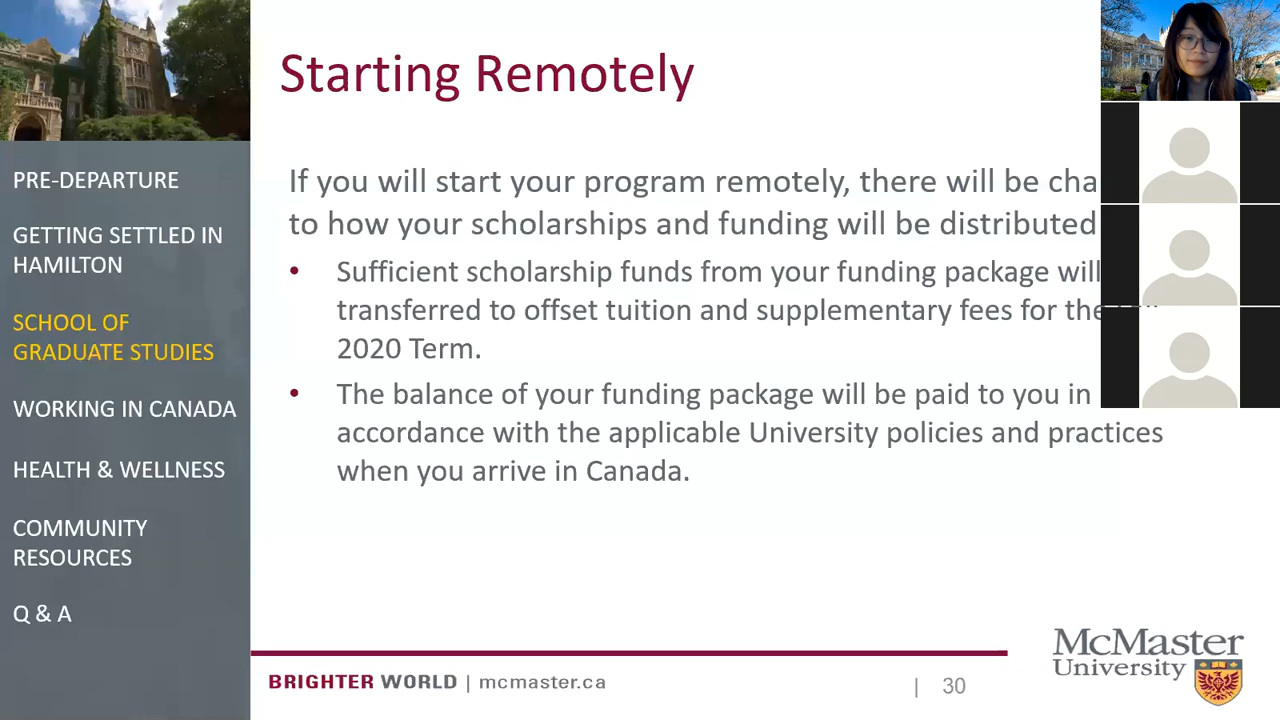 Starting Remotely
PRE-DEPARTURE
GETTING SETTLED IN
HAMILTON
SCHOOL OF
GRADUATE STUDIES
WORKING IN CANADA
HEALTH & WELLNESS
COMMUNITY
RESOURCES
Q & A
If you will start your program remotely, there will be cha
to how your scholarships and funding will be distributed
• Sufficient scholarship funds from your funding package will
transferred to offset tuition and supplementary fees for the
2020 Term.
• The balance of your funding package will be paid to you in
accordance with the applicable University policies and practices
when you arrive in Canada.
BRIGHTER WORLD | mcmaster.ca
| 30
McMaster
University